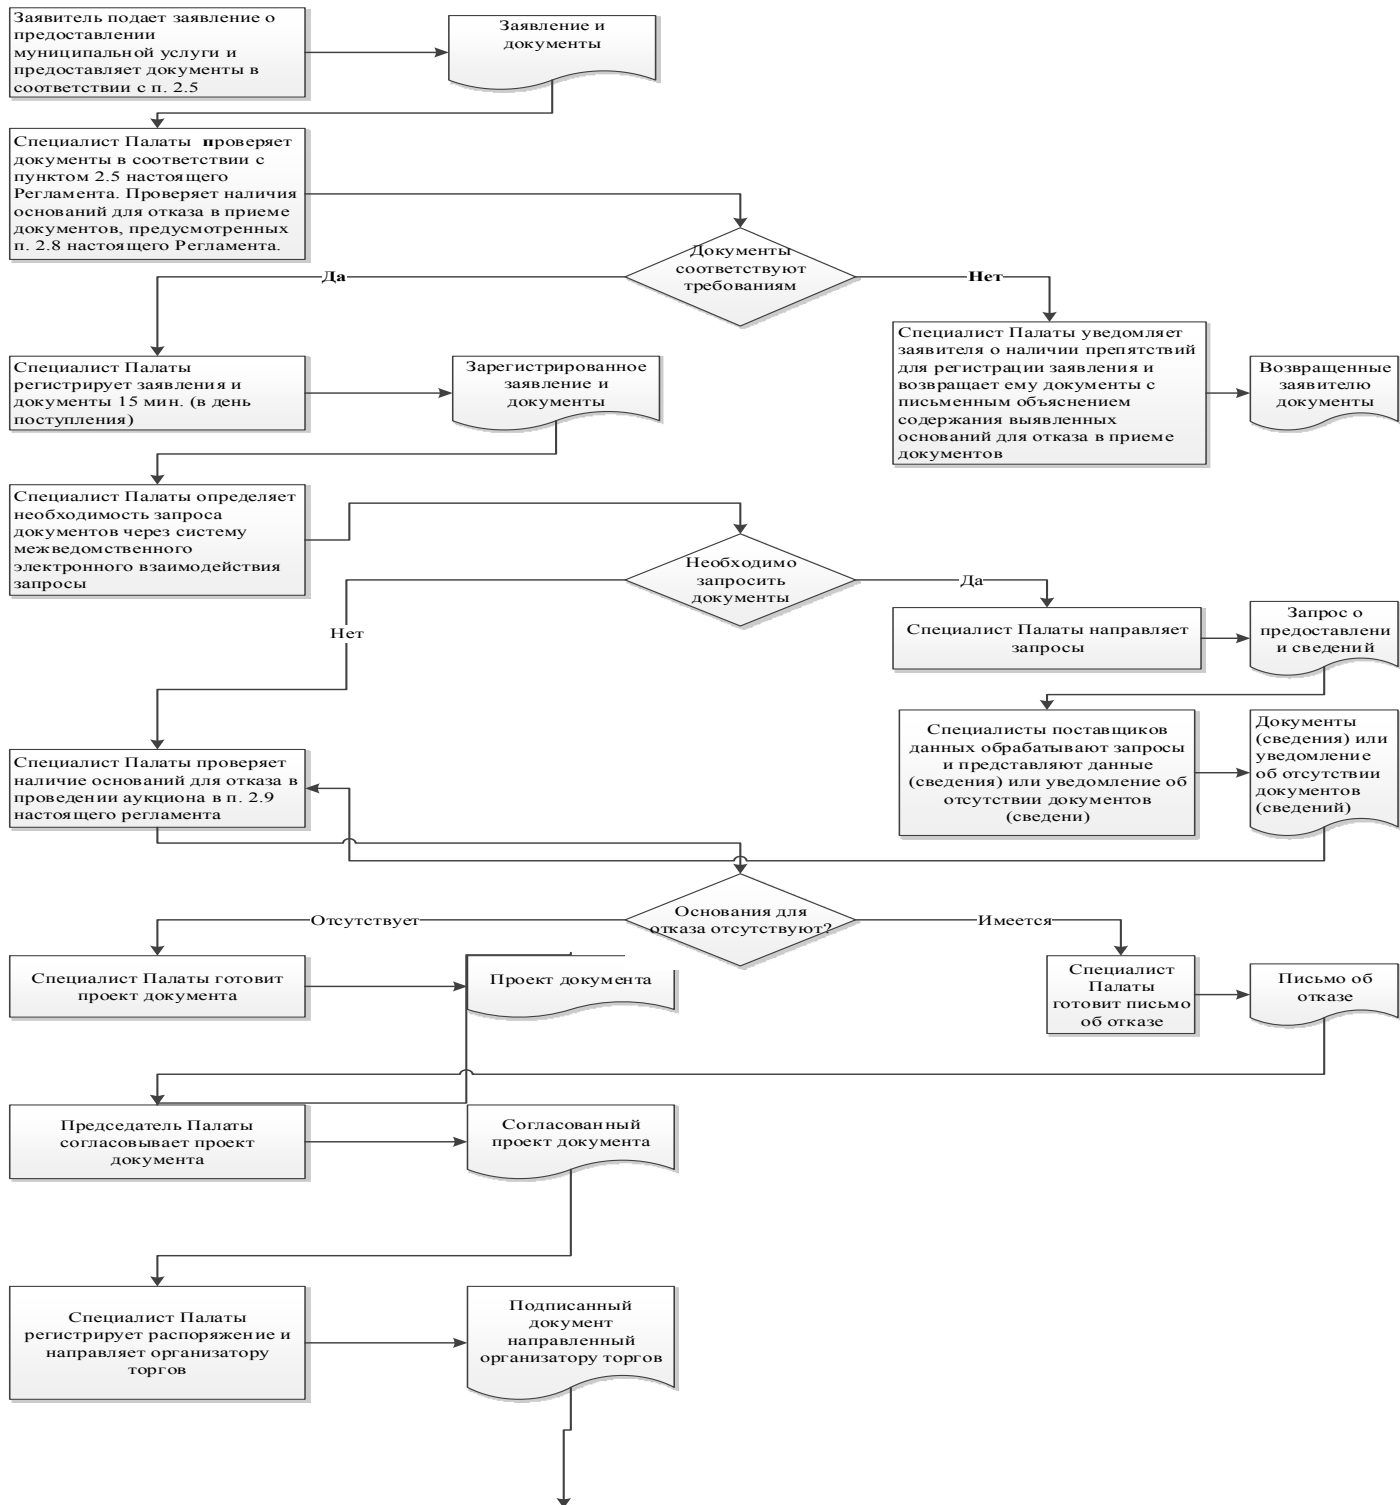 Заявитель подает заявление о
предоставлении
муниципальной услуги и
предоставляет документы в
соответствии с п. 2.5
Заявление и
документы
Специалист Палаты проверяет
документы в соответствии с
пунктом 2.5 настоящего
Регламента. Проверяет наличия
оснований для отказа в приеме
документов, предусмотренных
п. 2.8 настоящего Регламента.
Документы
соответствуют
требованиям
Да
Нет
Специалист Палаты
регистрирует заявления и
документы 15 мин. (в день
поступления)
Зарегистрированное
заявление и
документы
Специалист Палаты уведомляет
заявителя о наличии препятствий
для регистрации заявления и
возвращает ему документы с
письменным объяснением
содержания выявленных
оснований для отказа в приеме
документов
Возвращенные
заявителю
документы
Специалист Палаты определяет
необходимость запроса
документов через систему
межведомственного
электронного взаимодействия
запросы
Необходимо
запросить
документы
Да
Нет
Специалист Палаты направляет
запросы
Запрос о
предоставлени
и сведений
Специалисты поставщиков
данных обрабатывают запросы
и представляют данные
(сведения) или уведомление об
отсутствии документов
(сведени)
Документы
(сведения) или
уведомление
об отсутствии
документов
(сведений)
Специалист Палаты проверяет
наличие оснований для отказа в
проведении аукциона в п. 2.9
настоящего регламента
Основания для
отказа отсутствуют?
Отсутствует
Имеется
Специалист Палаты готовит
проект документа
Проект документа
Специалист
Палаты
готовит письмо
об отказе
Письмо об
отказе
Председатель Палаты
согласовывает проект
документа
Согласованный
проект документа
Специалист Палаты
регистрирует распоряжение и
направляет организатору
торгов
Подписанный
документ
направленный
организатору торгов